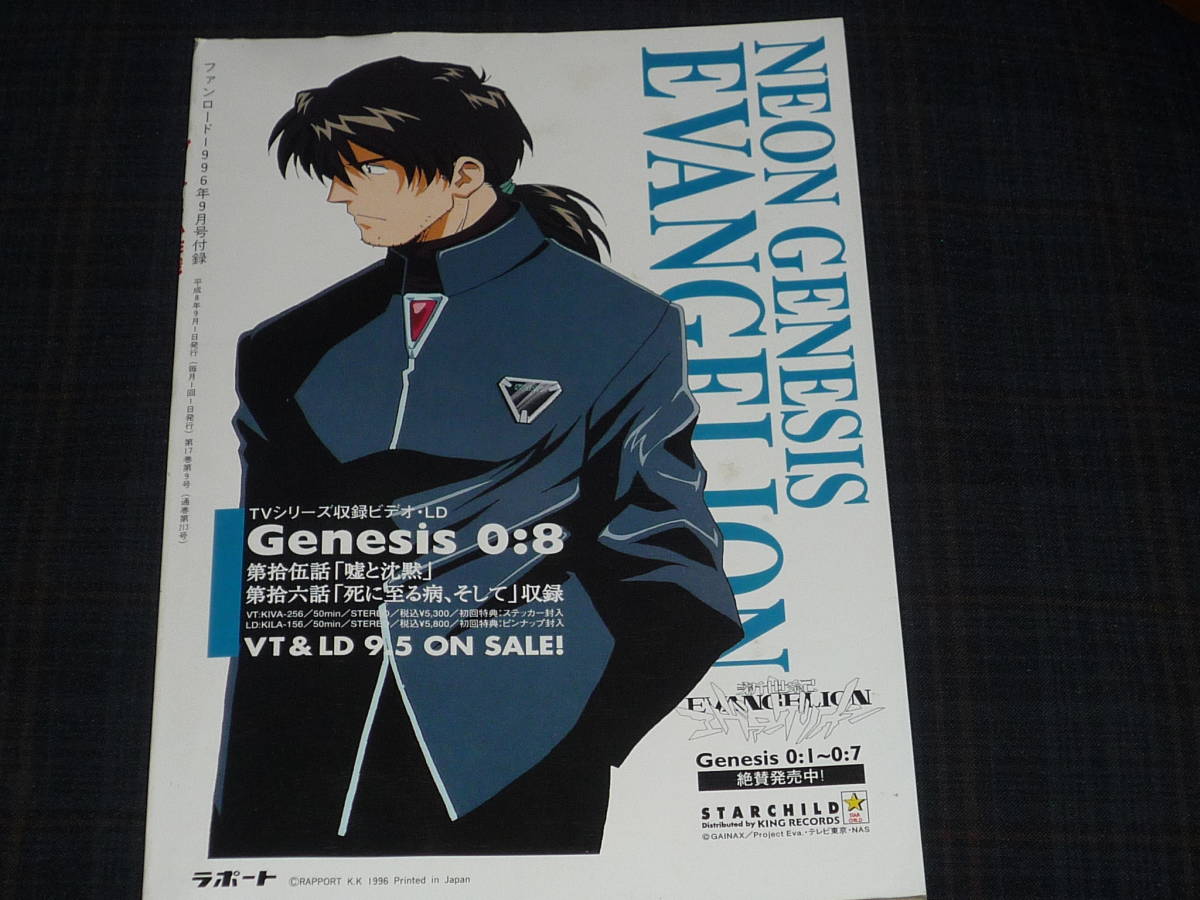 NEON GENESIS
EVANGELION
ファンロード1996年9月号付録
平成8年9月1日発行(毎月1回1日発行)第17巻第9号(通巻第213号)
TVシリーズ収録ビデオ・LD
Genesis 0:8
第拾伍話「嘘と沈黙」
第拾六話「死に至る病、そして」収録
VT:KIVA-256/50min/STEREO/税込¥5,300/初回特典:ステッカー封入
LD:KILA-156/50min/STEREO/税込¥5,800/初回特典:ピンナップ封入
VT & LD 9.5 ON SALE!
新世紀
EVANGELION
エヴァンゲリオン
Genesis 0:1~0:7
絶賛発売中!
STARCHILD
Distributed by KING RECORDS
STAR CHILD
©GAINAX/Project Eva.・テレビ東京・NAS
ラポート ©RAPPORT K.K 1996 Printed in Japan